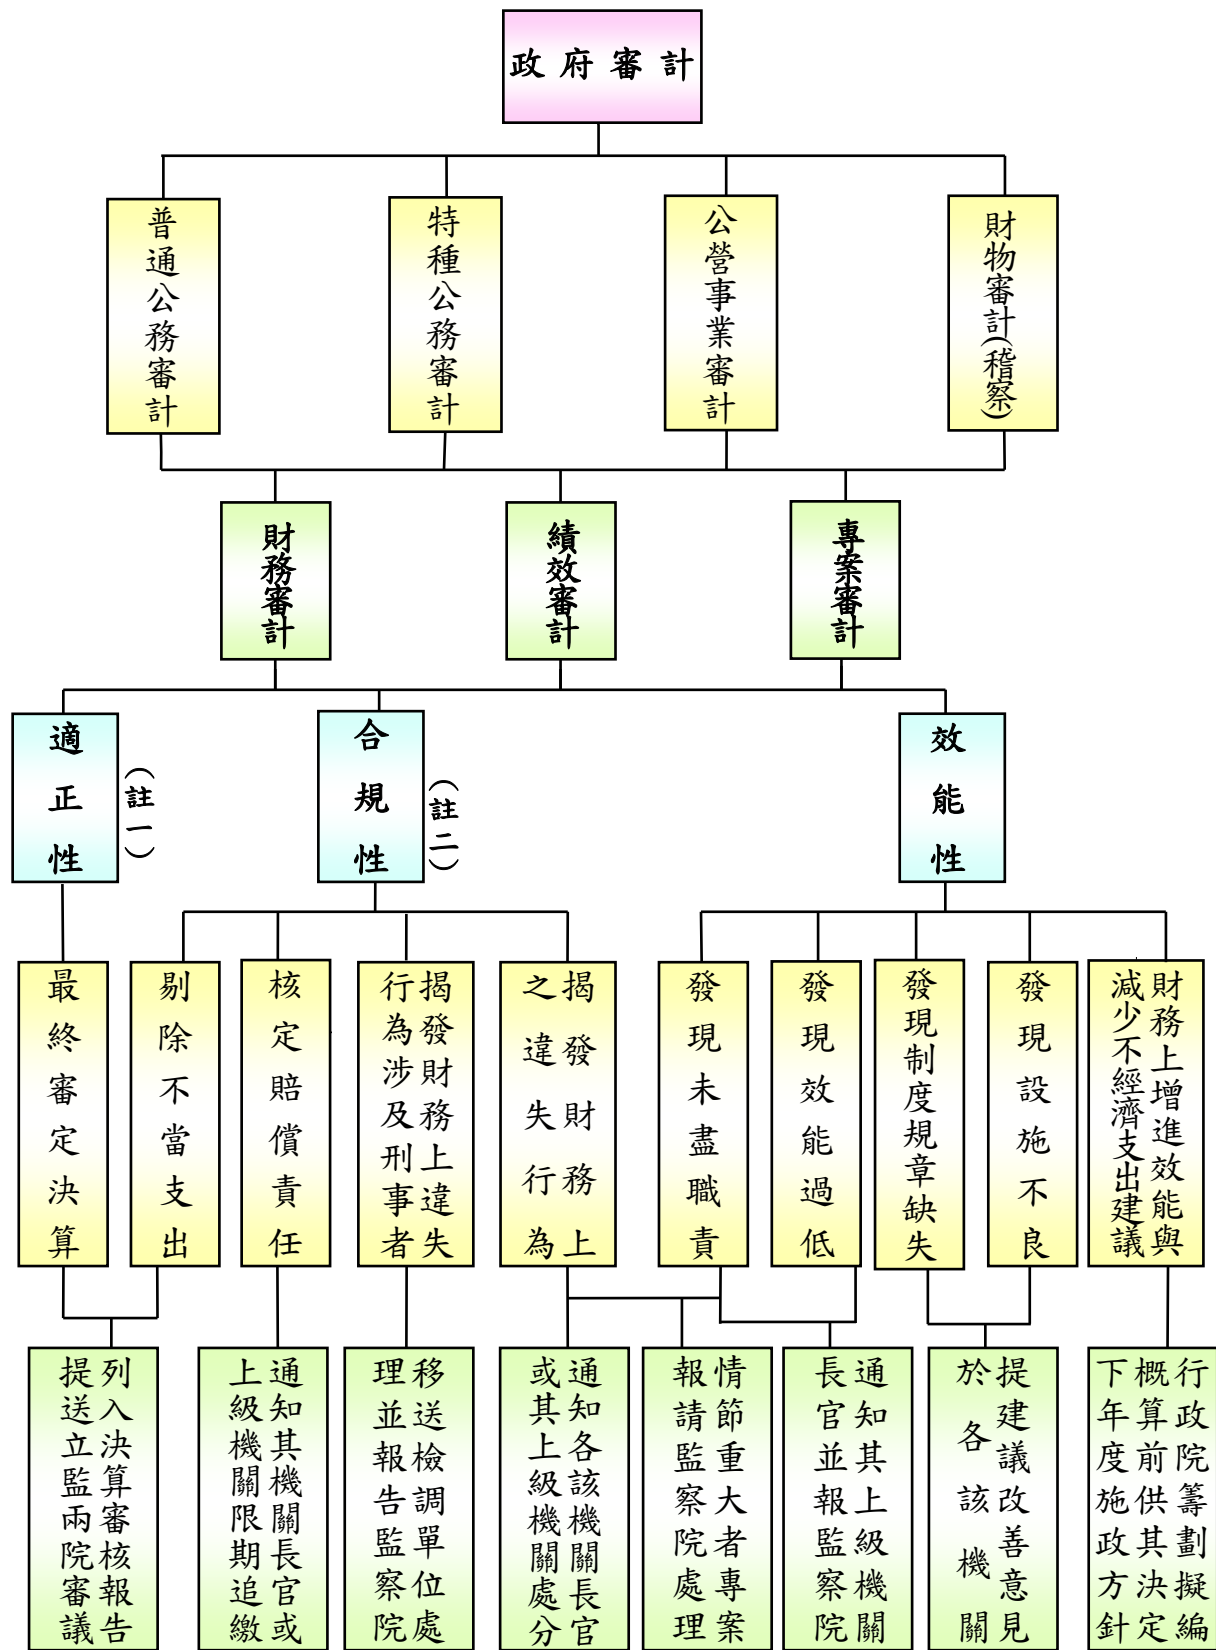 政府審計
普通公務審計
特種公務審計
公營事業審計
財物審計(稽察)
財務審計
績效審計
專案審計
適正性
(註一)
合規性
(註二)
效能性
最終審定決算
剔除不當支出
核定賠償責任
揭發財務上違失
行為涉及刑事者
揭發財務上
之違失行為
發現未盡職責
發現效能過低
發現制度規章缺失
發現設施不良
財務上增進效能與
減少不經濟支出建議
列入決算審核報告
提送立監兩院審議
通知其機關長官或
上級機關限期追繳
移送檢調單位處
理並報告監察院
通知各該機關長官
或其上級機關處分
情節重大者專案
報請監察院處理
通知其上級機關
長官並報監察院
提建議改善意見
於各該機關
行政院籌劃擬編
概算前供其決定
下年度施政方針